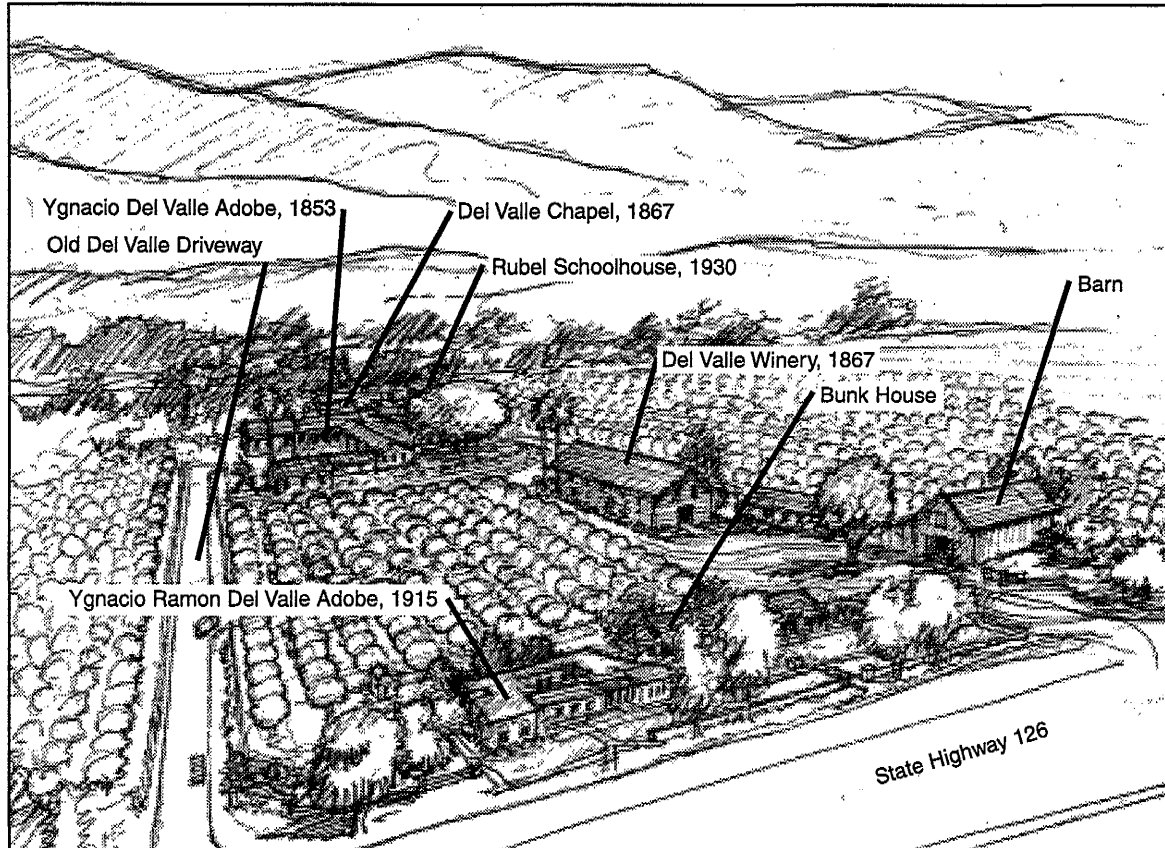 Ygnacio Del Valle Adobe, 1853
Del Valle Chapel, 1867
Old Del Valle Driveway
Rubel Schoolhouse, 1930
Barn
Del Valle Winery, 1867
Bunk House
Ygnacio Ramon Del Valle Adobe, 1915
State Highway 126